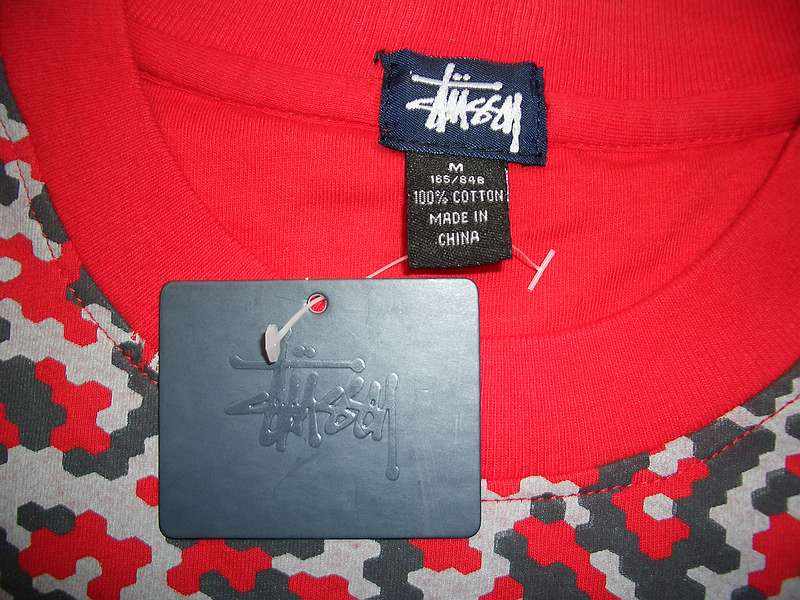 Stüssy
M
165/84B
100% COTTON
MADE IN
CHINA
Stüssy